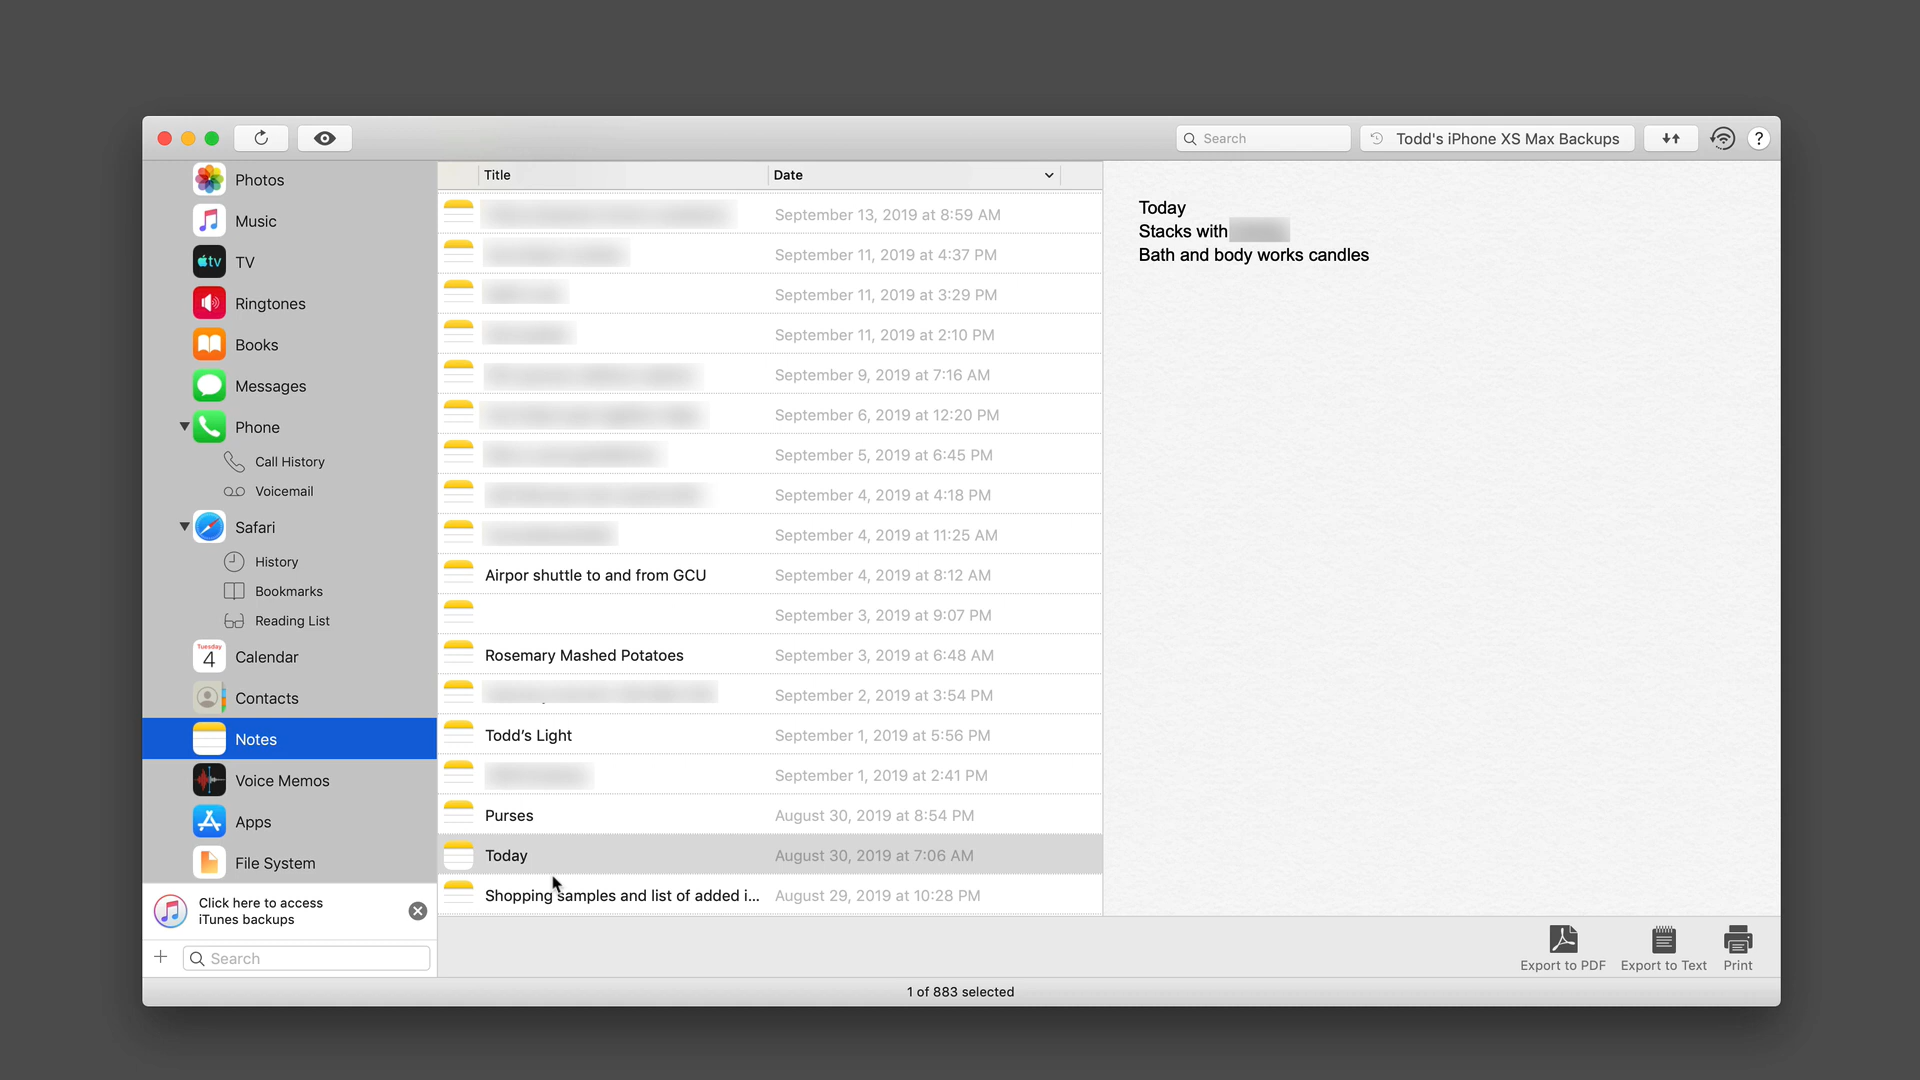 Search
Todd's iPhone XS Max Backups
?
Photos
Music
tv TV
Ringtones
Books
Messages
Phone
Call History
Voicemail
Safari
History
Bookmarks
Reading List
Tuesday
4
Calendar
Contacts
Notes
Voice Memos
Apps
File System
Click here to access
iTunes backups
Search
Title Date
September 13, 2019 at 8:59 AM
September 11, 2019 at 4:37 PM
September 11, 2019 at 3:29 PM
September 11, 2019 at 2:10 PM
September 9, 2019 at 7:16 AM
September 6, 2019 at 12:20 PM
September 5, 2019 at 6:45 PM
September 4, 2019 at 4:18 PM
September 4, 2019 at 11:25 AM
Airpor shuttle to and from GCU September 4, 2019 at 8:12 AM
September 3, 2019 at 9:07 PM
Rosemary Mashed Potatoes September 3, 2019 at 6:48 AM
September 2, 2019 at 3:54 PM
Todd’s Light September 1, 2019 at 5:56 PM
September 1, 2019 at 2:41 PM
Purses August 30, 2019 at 8:54 PM
Today August 30, 2019 at 7:06 AM
Shopping samples and list of added i... August 29, 2019 at 10:28 PM
Today
Stacks with
Bath and body works candles
Export to PDF
Export to Text
Print
1 of 883 selected